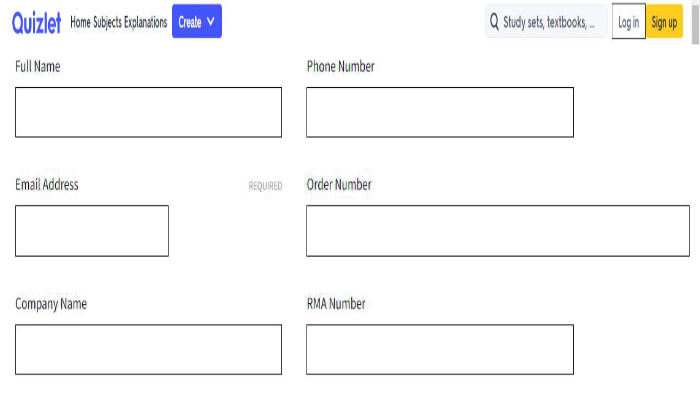 Quizlet Home Subjects Explanations Create Study sets, textbooks, ... Log in Sign up
Full Name Phone Number
Email Address REQUIRED Order Number
Company Name RMA Number